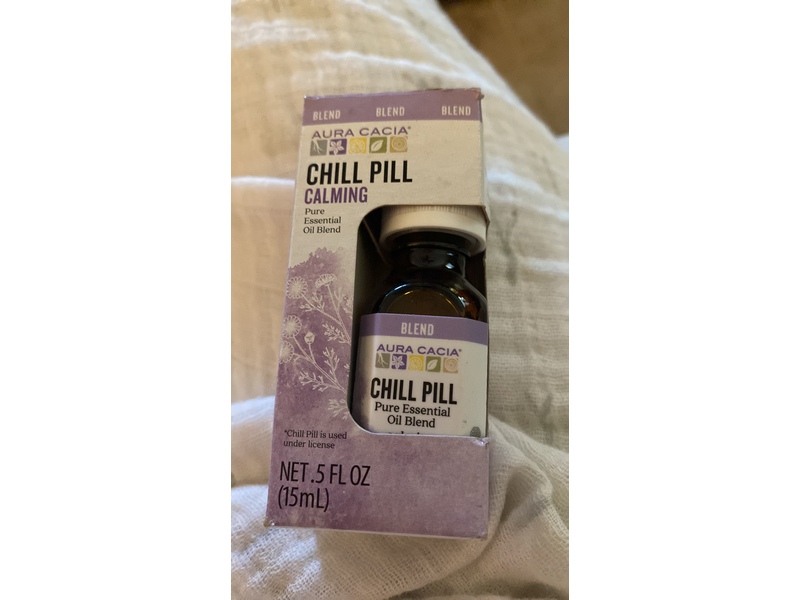 BLEND BLEND BLEND
AURA CACIA®
CHILL PILL
CALMING
Pure
Essential
Oil Blend
BLEND
AURA CACIA®
CHILL PILL
Pure Essential
Oil Blend
*Chill Pill is used
under license
NET .5 FL OZ
(15mL)